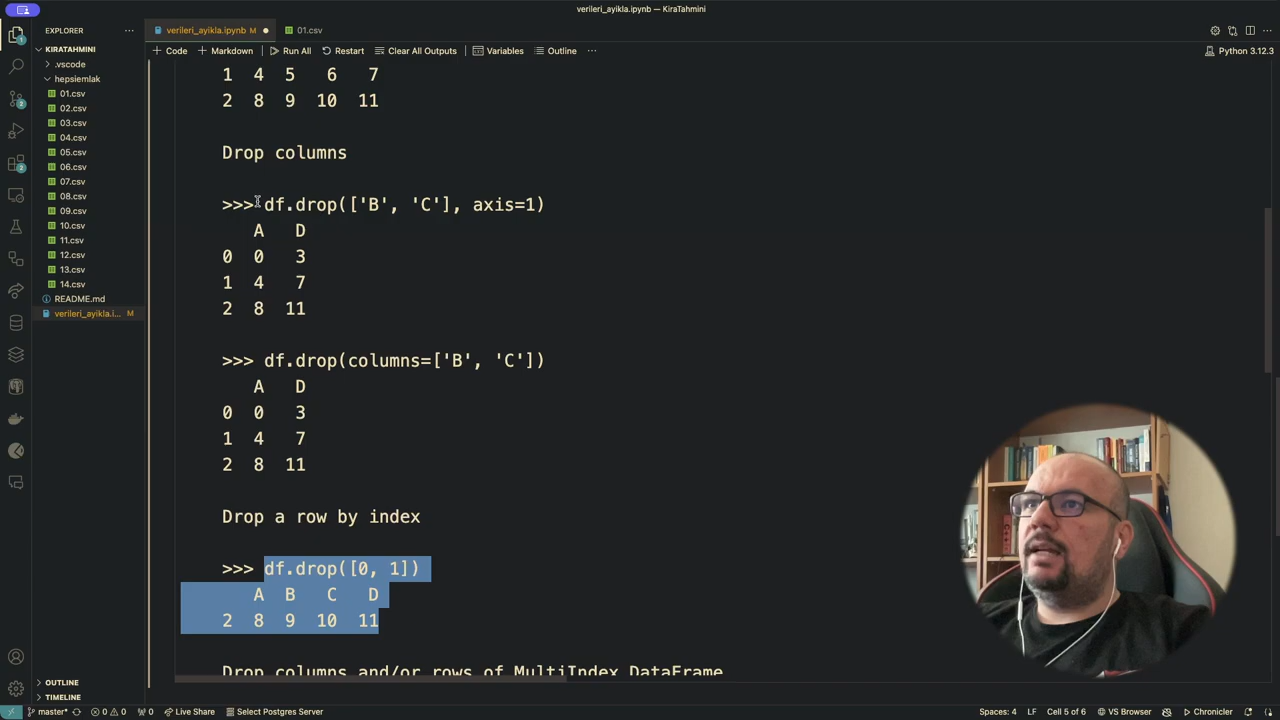 verileri_ayikla.ipynb — KiraTahmini
EXPLORER
verileri_ayikla.ipynb M
01.csv
KIRATAHMINI
Code
Markdown
Run All
Restart
Clear All Outputs
Variables
Outline
Python 12.3
.vscode
hepsiemlak
01.csv
02.csv
03.csv
04.csv
05.csv
06.csv
07.csv
08.csv
09.csv
10.csv
11.csv
12.csv
13.csv
14.csv
README.md
verileri_ayikla.i... M
1 4 5 6 7
2 8 9 10 11
Drop columns
>>> df.drop(['B', 'C'], axis=1)
A D
0 0 3
1 4 7
2 8 11
>>> df.drop(columns=['B', 'C'])
A D
0 0 3
1 4 7
2 8 11
Drop a row by index
>>> df.drop([0, 1])
A B C D
2 8 9 10 11
Drop columns and/or rows of MultiIndex DataFrame
OUTLINE
TIMELINE
master*
0 0
0
Live Share
Select Postgres Server
Spaces: 4
LF
Cell 5 of 6
VS Browser
Chronicler